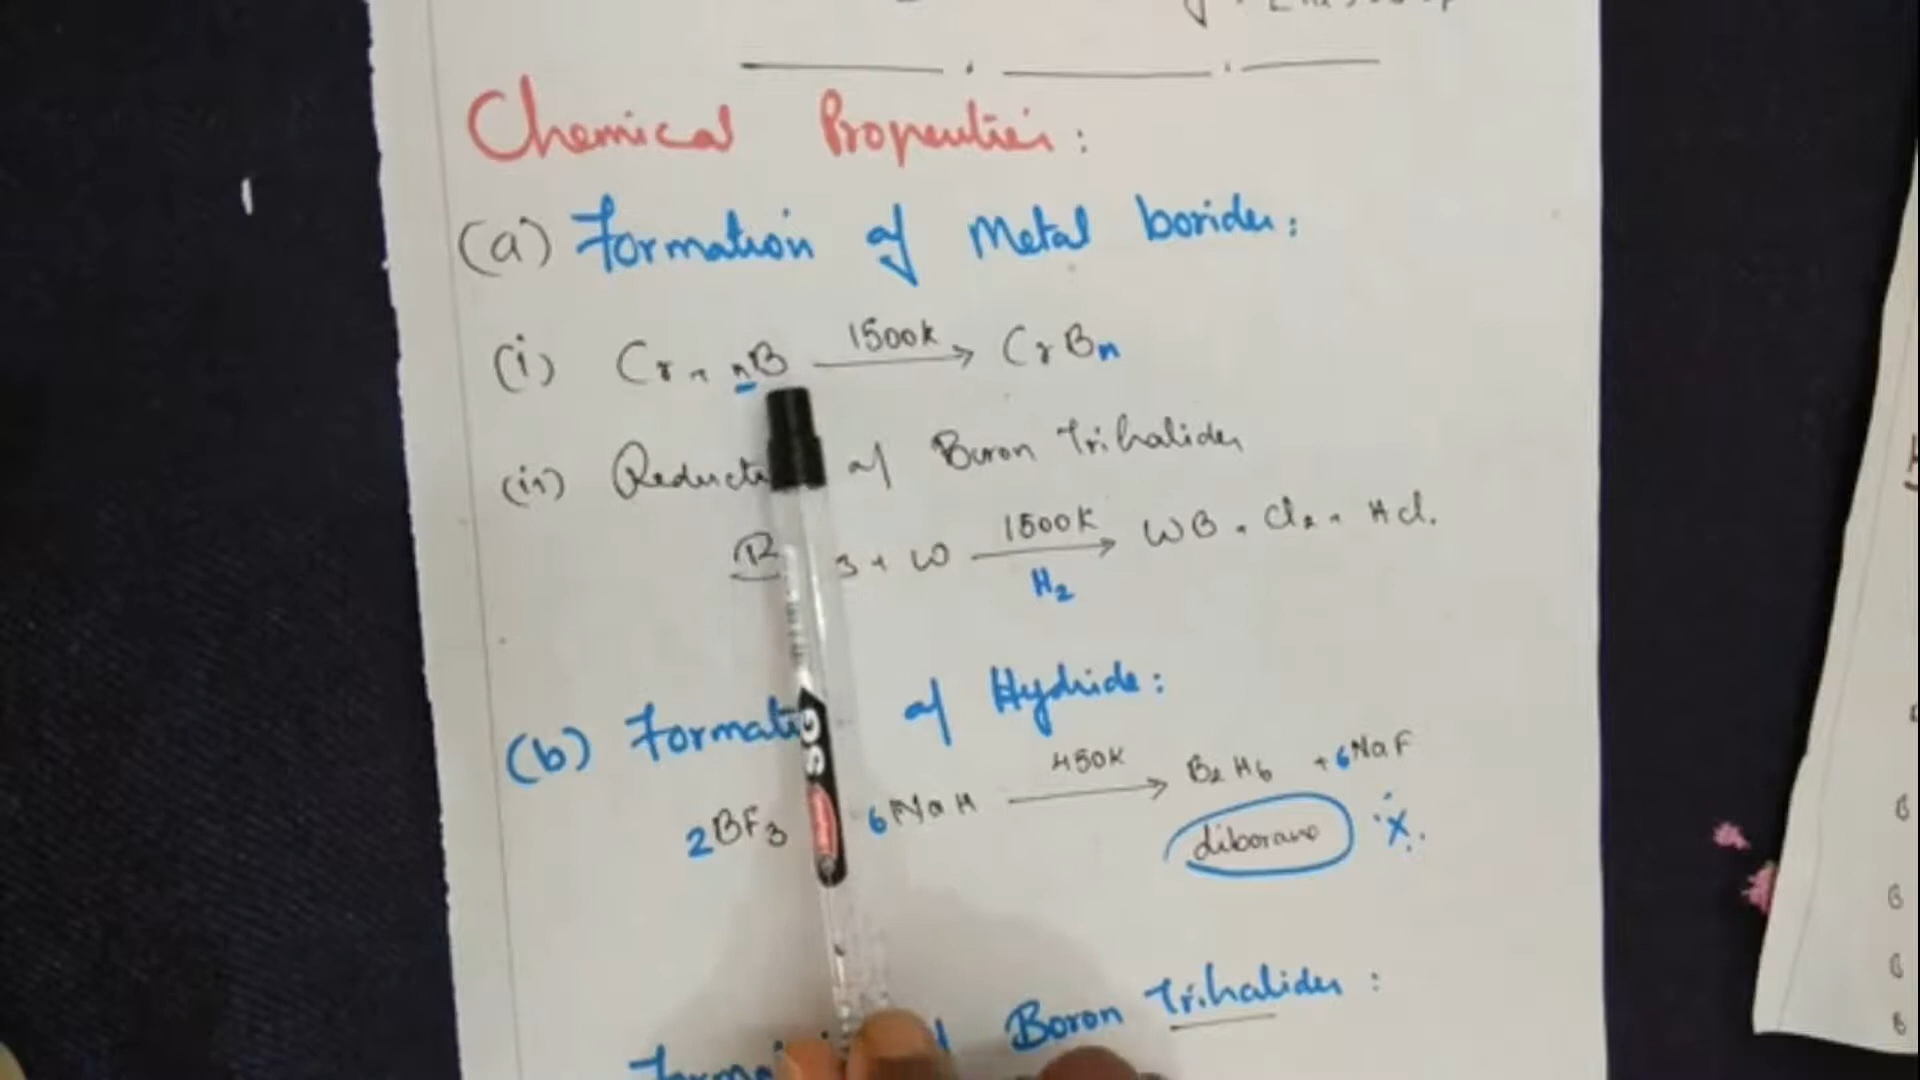 Chemical Properties:
(a) Formation of Metal borides:
(i) Cr + nB 1500K → CrBn
(ii) Reducti of Boron Trihalides
B 3 + W 1500K → H2 WB + Cl2 + HCl.
(b) Formatio of Hydride:
2BF3 6NaH 450K → B2H6 + 6NaF
diborane
Boron Trihalides: